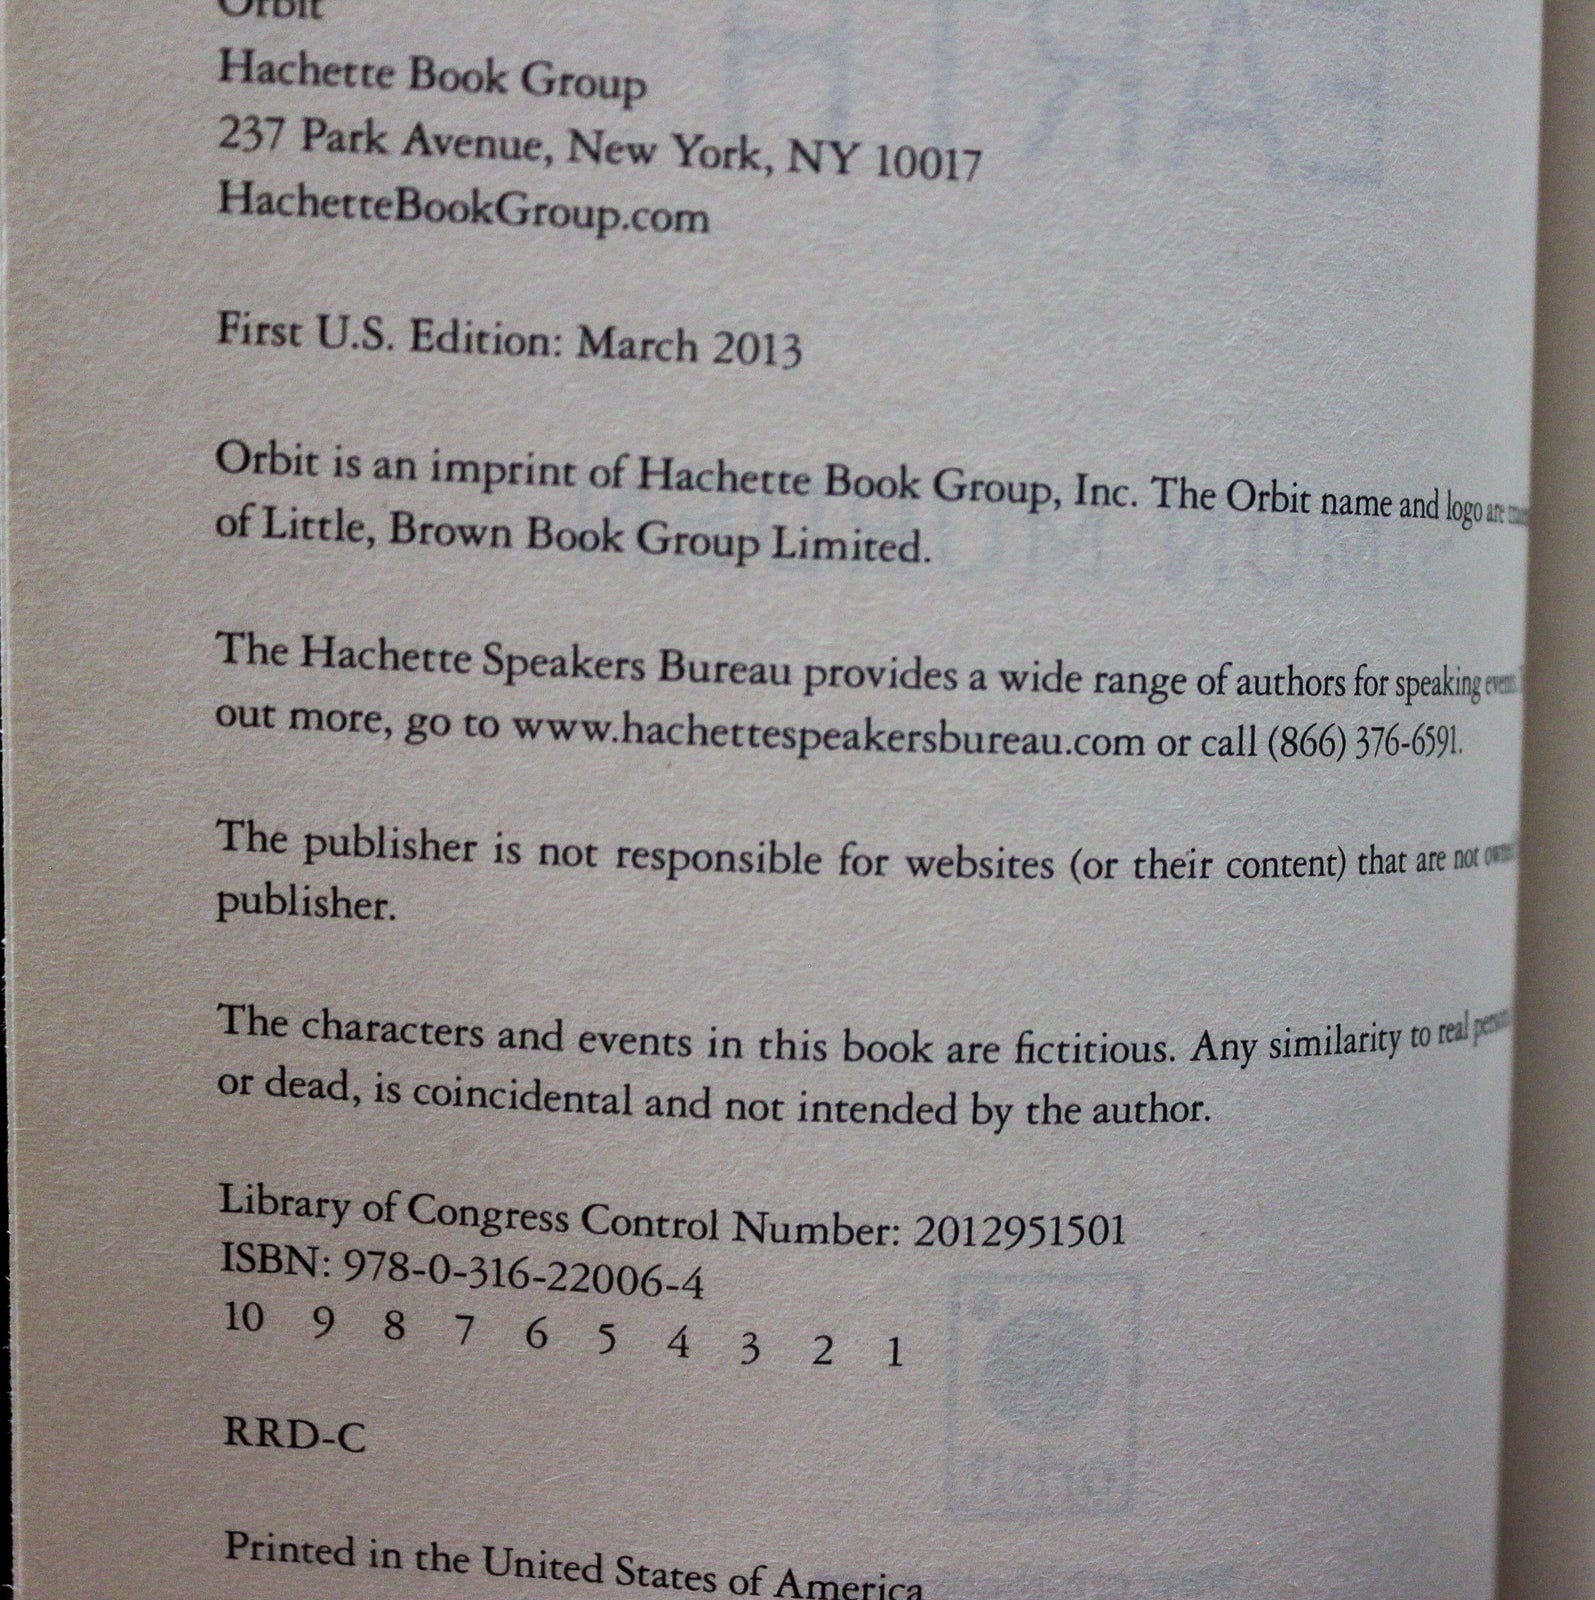 Orbit
Hachette Book Group
237 Park Avenue, New York, NY 10017
HachetteBookGroup.com
First U.S. Edition: March 2013
Orbit is an imprint of Hachette Book Group, Inc. The Orbit name and logo are
of Little, Brown Book Group Limited.
The Hachette Speakers Bureau provides a wide range of authors for speaking
out more, go to www.hachettespeakersbureau.com or call (866) 376-6591.
The publisher is not responsible for websites (or their content) that are not
publisher.
The characters and events in this book are fictitious. Any similarity to real
or dead, is coincidental and not intended by the author.
Library of Congress Control Number: 2012951501
ISBN: 978-0-316-22006-4
10 9 8 7 6 5 4 3 2 1
RRD-C
Printed in the United States of America